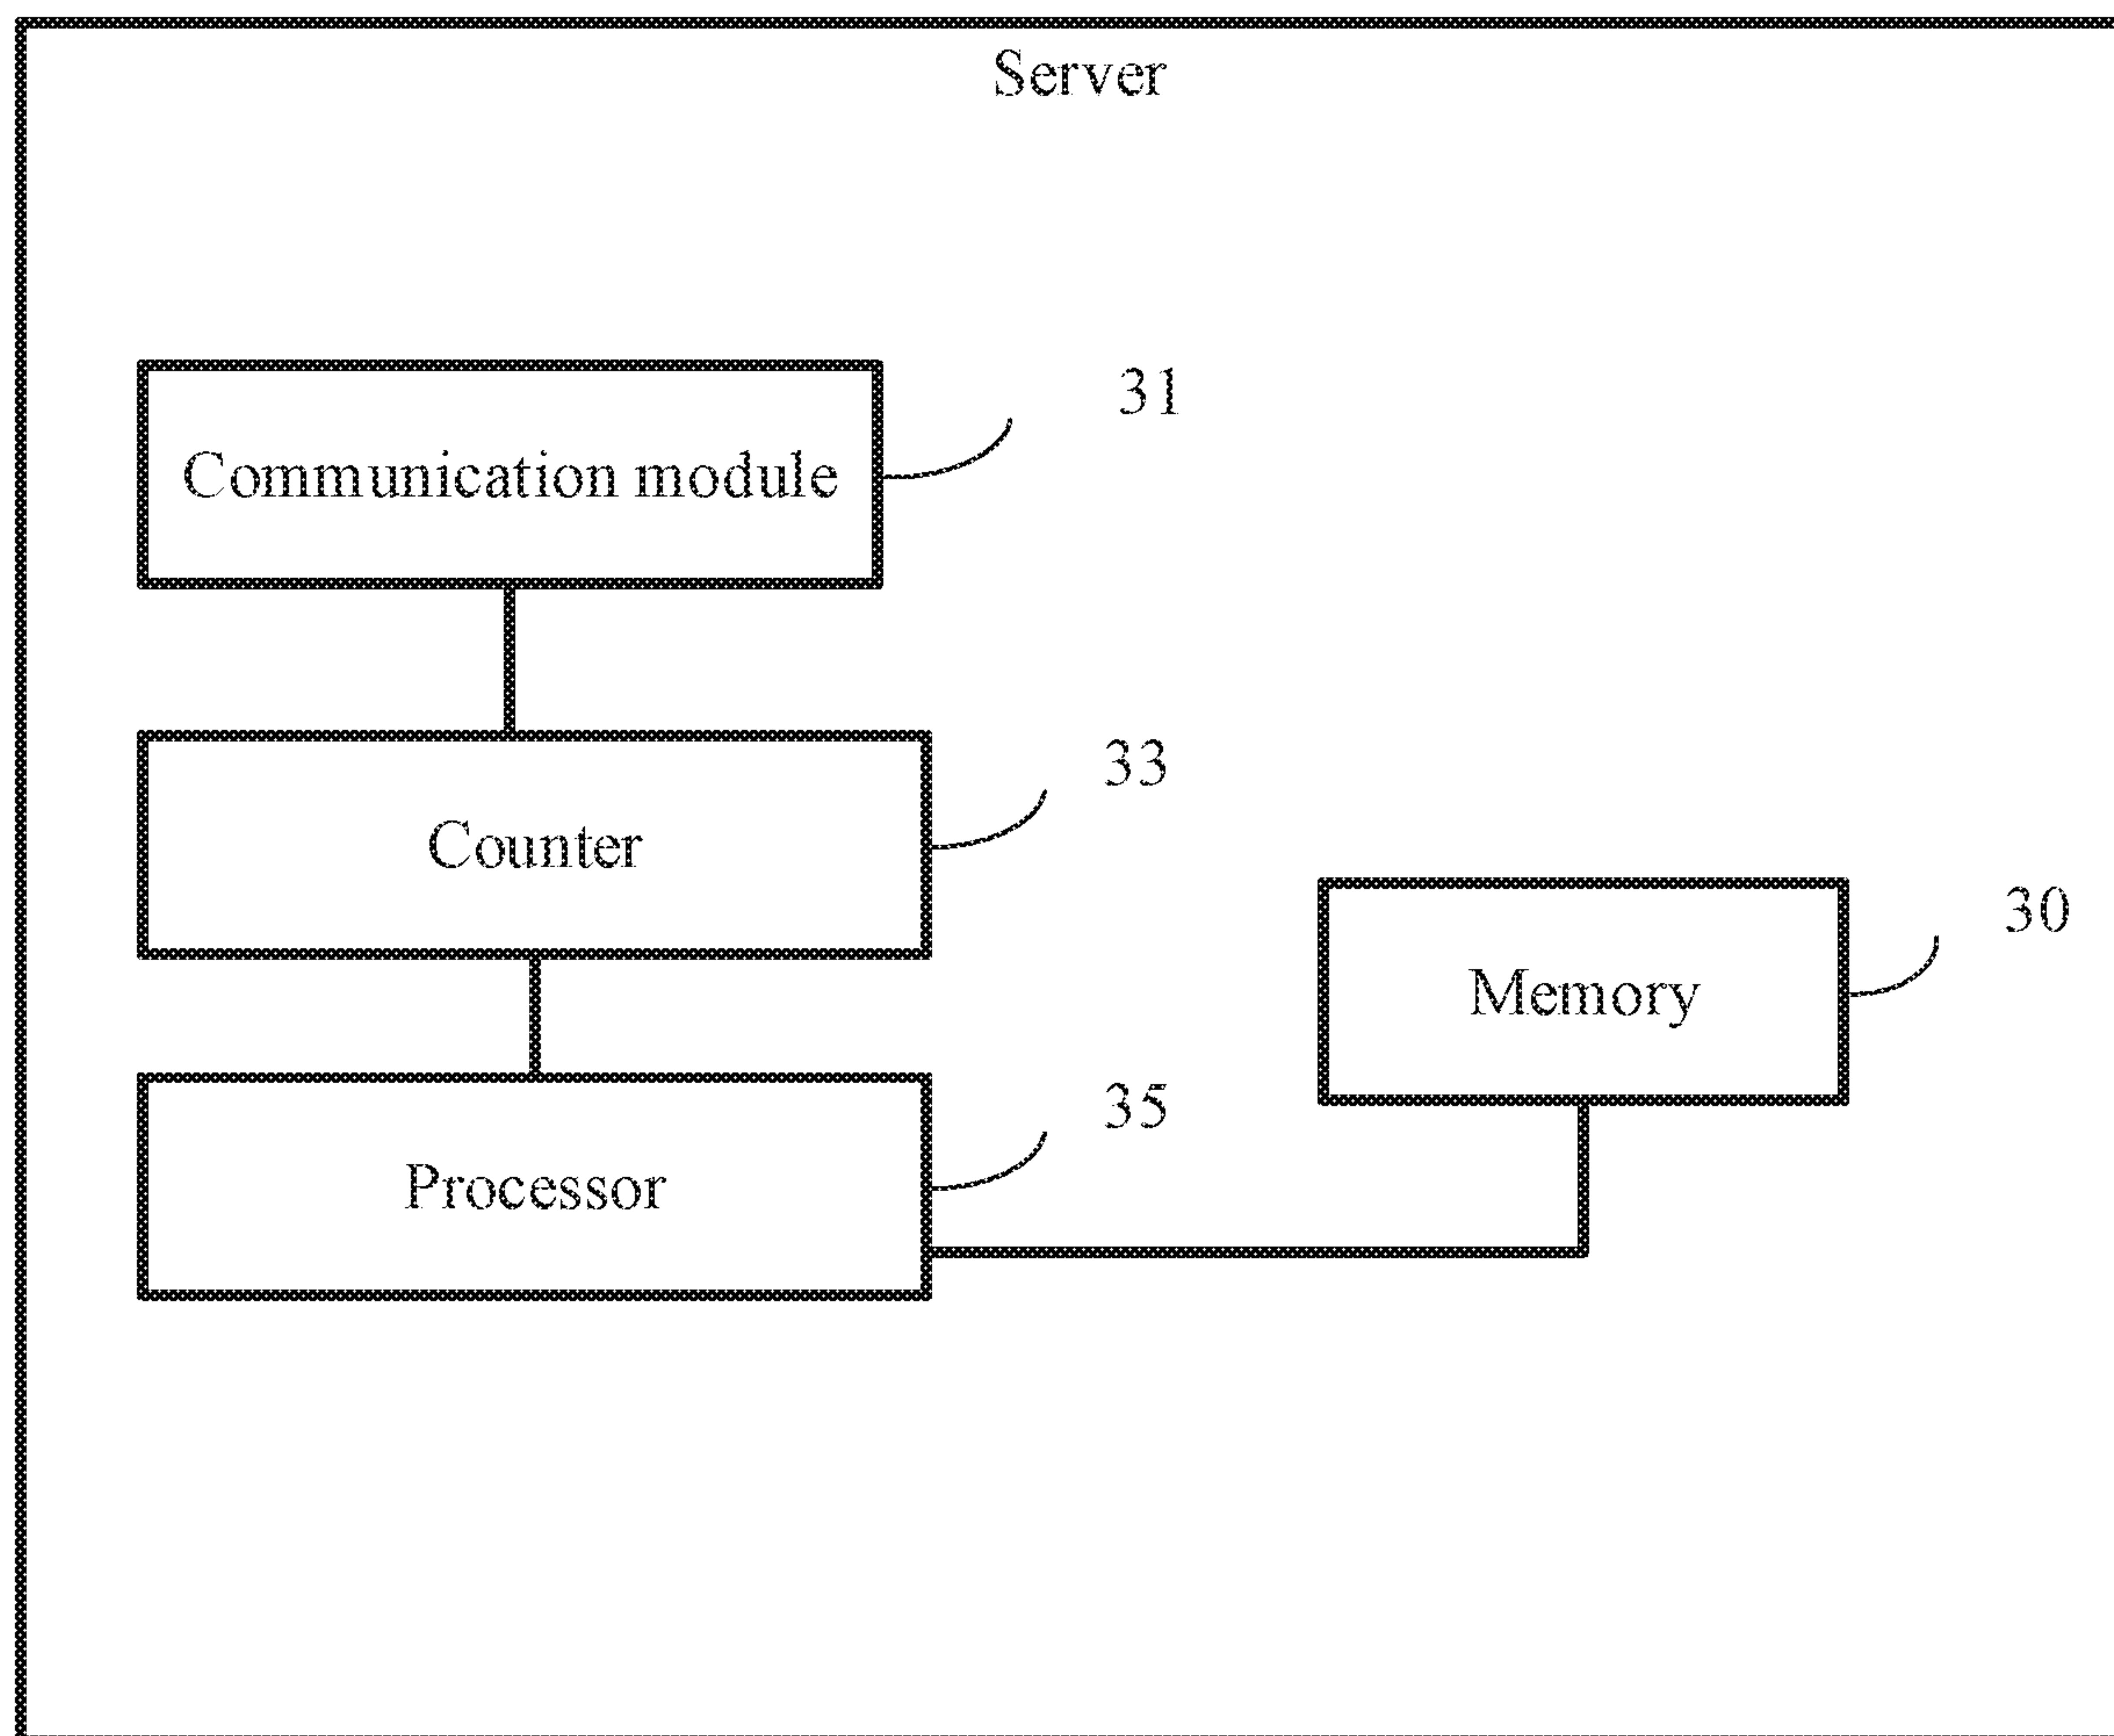 Server
31
Communication module
33
Counter
30
Memory
35
Processor